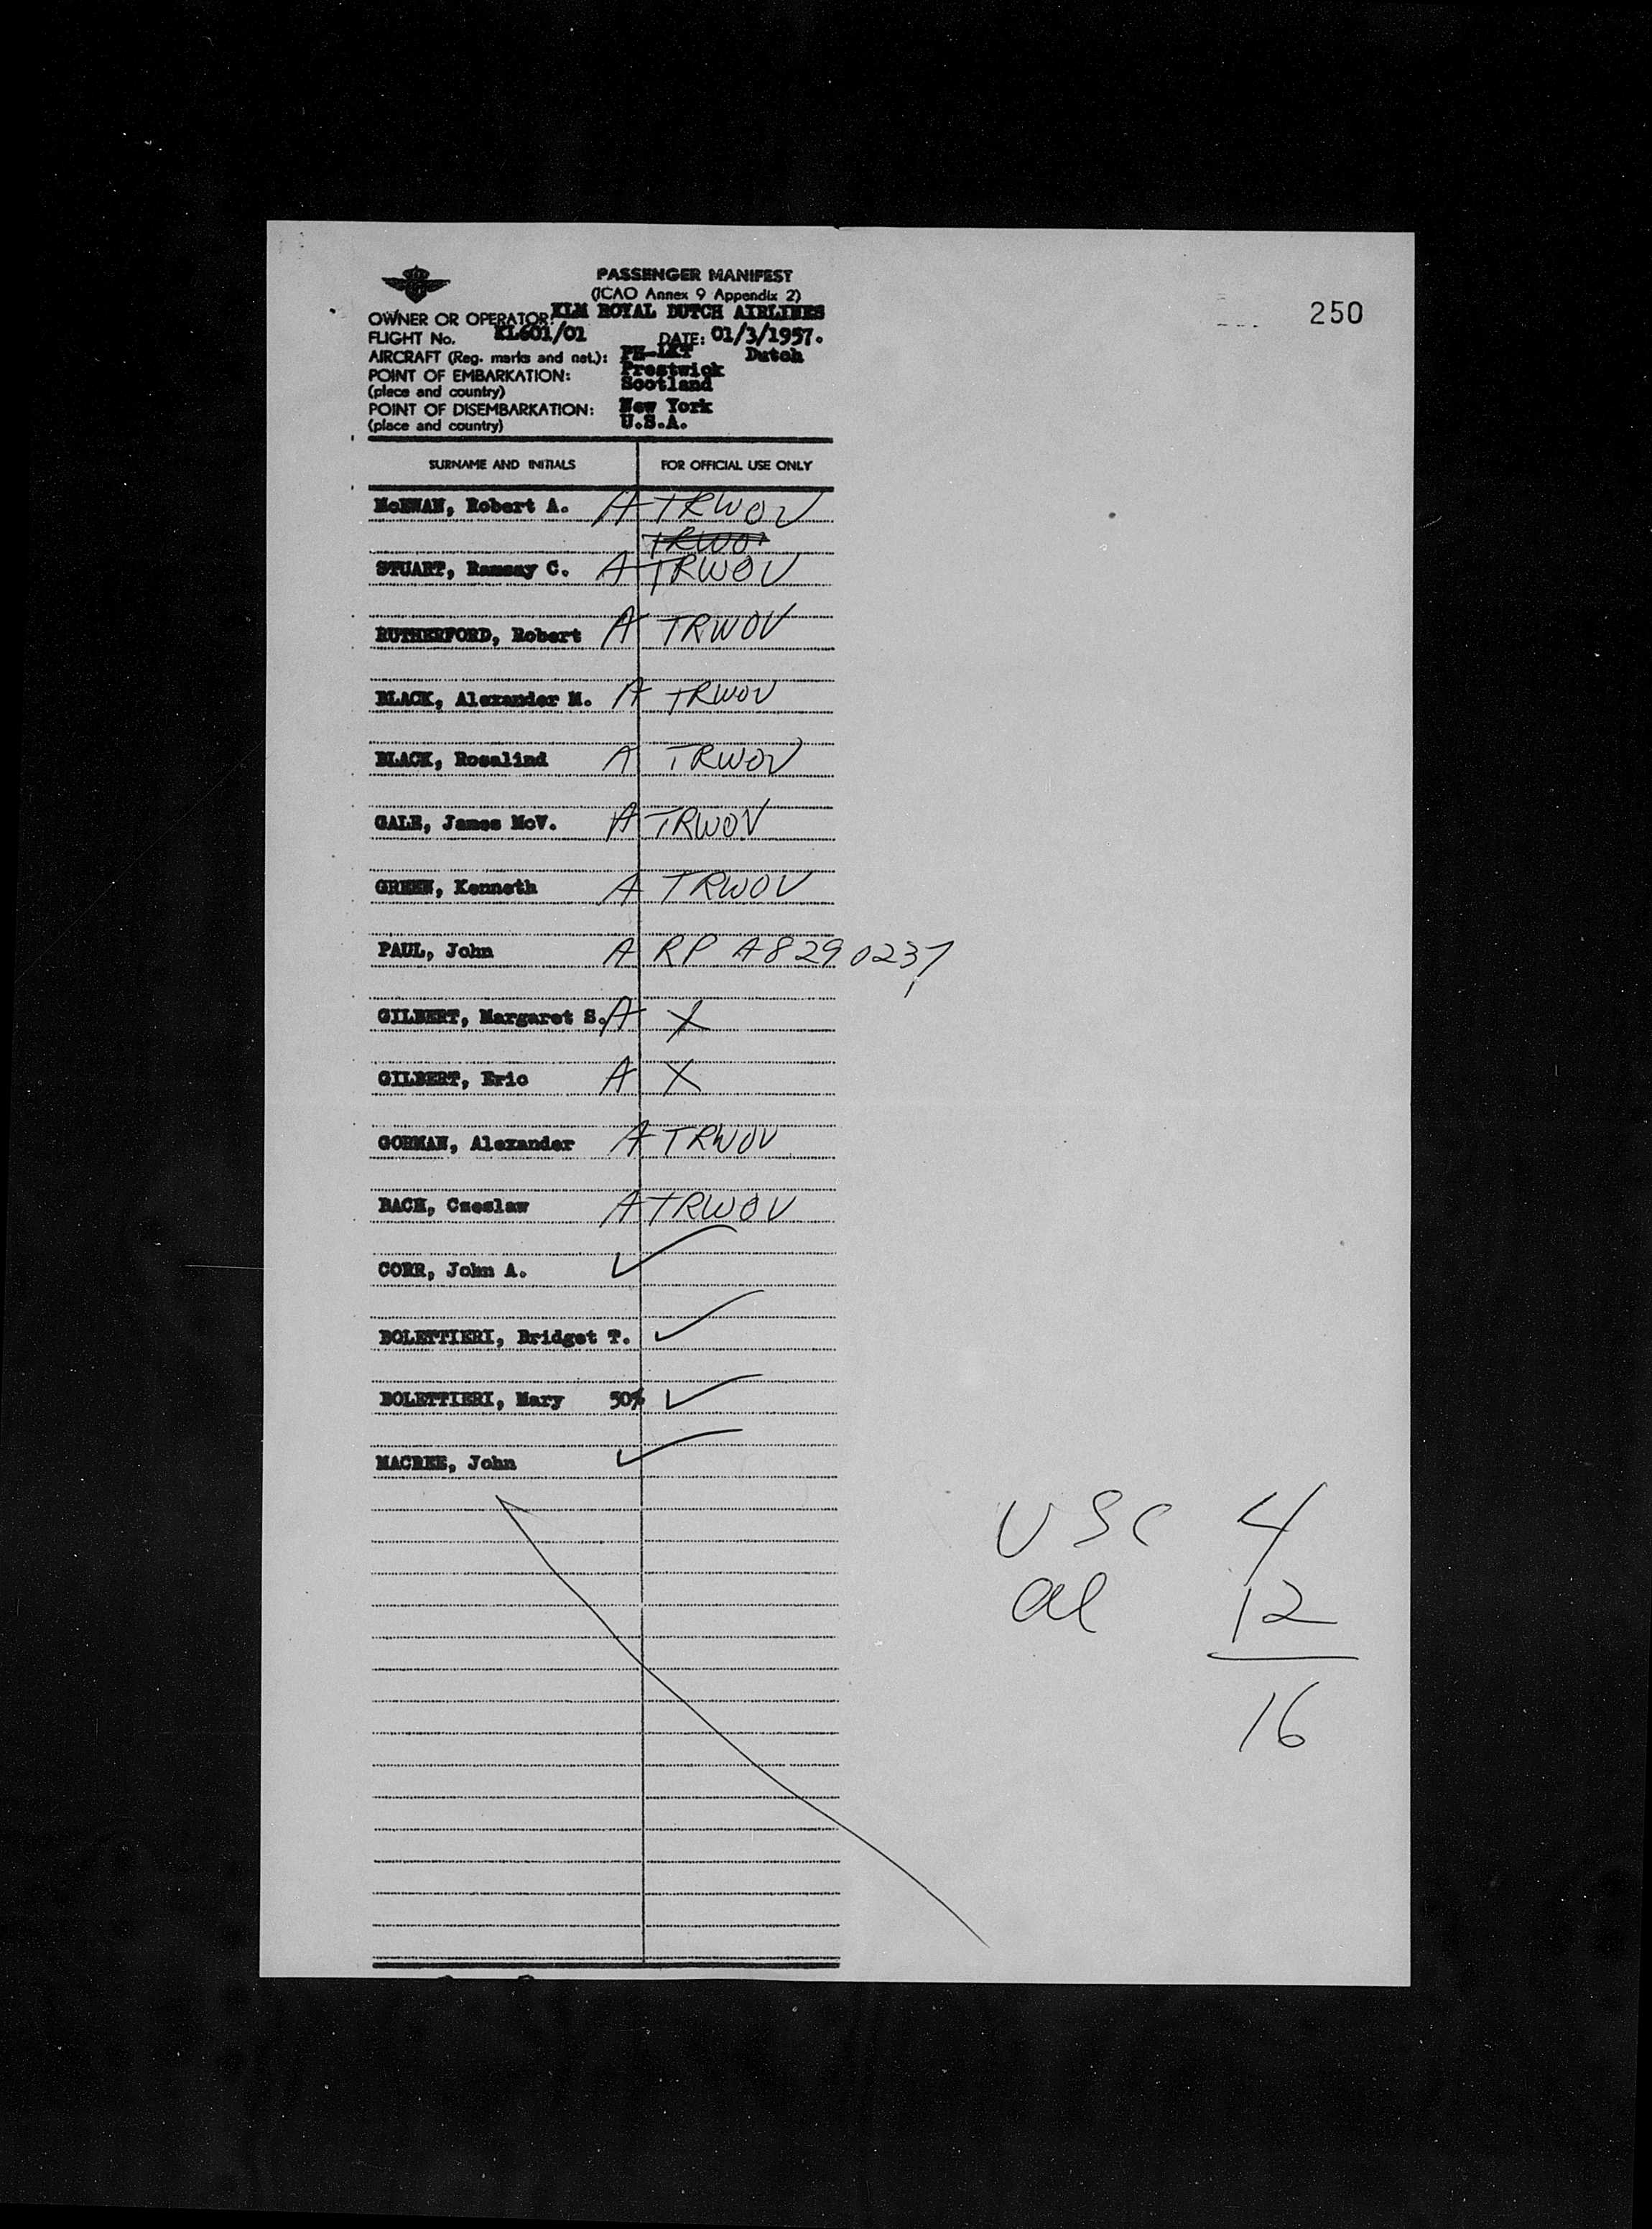 250
PASSENGER MANIFEST
(ICAO Annex 9 Appendix 2)
OWNER OR OPERATOR: KLM ROYAL DUTCH AIRLINES
FLIGHT No. KL601/01 DATE: 01/3/1957.
AIRCRAFT (Reg. marks and nat.): PH-LKT Dutch
POINT OF EMBARKATION: Prestwick
(place and country) Scotland
POINT OF DISEMBARKATION: New York
(place and country) U.S.A.
SURNAME AND INITIALS FOR OFFICIAL USE ONLY
McEWAN, Robert A. A TRWOV
TRWO
STUART, Ramsay C. A TRWOV
RUTHERFORD, Robert A TRWOV
BLACK, Alexander M. A TRWOV
BLACK, Rosalind A TRWOV
GALE, James McV. A TRWOV
GREEN, Kenneth A TRWOV
PAUL, John A RP A8290237
GILBERT, Margaret S. A X
GILBERT, Eric A X
GORMAN, Alexander A TRWOV
BACH, Czeslaw A TRWOV
CORR, John A. ✓
BOLETTIERI, Bridget T. ✓
BOLETTIERI, Mary 50% ✓
MACBEE, John ✓
USC 4
al 12
16